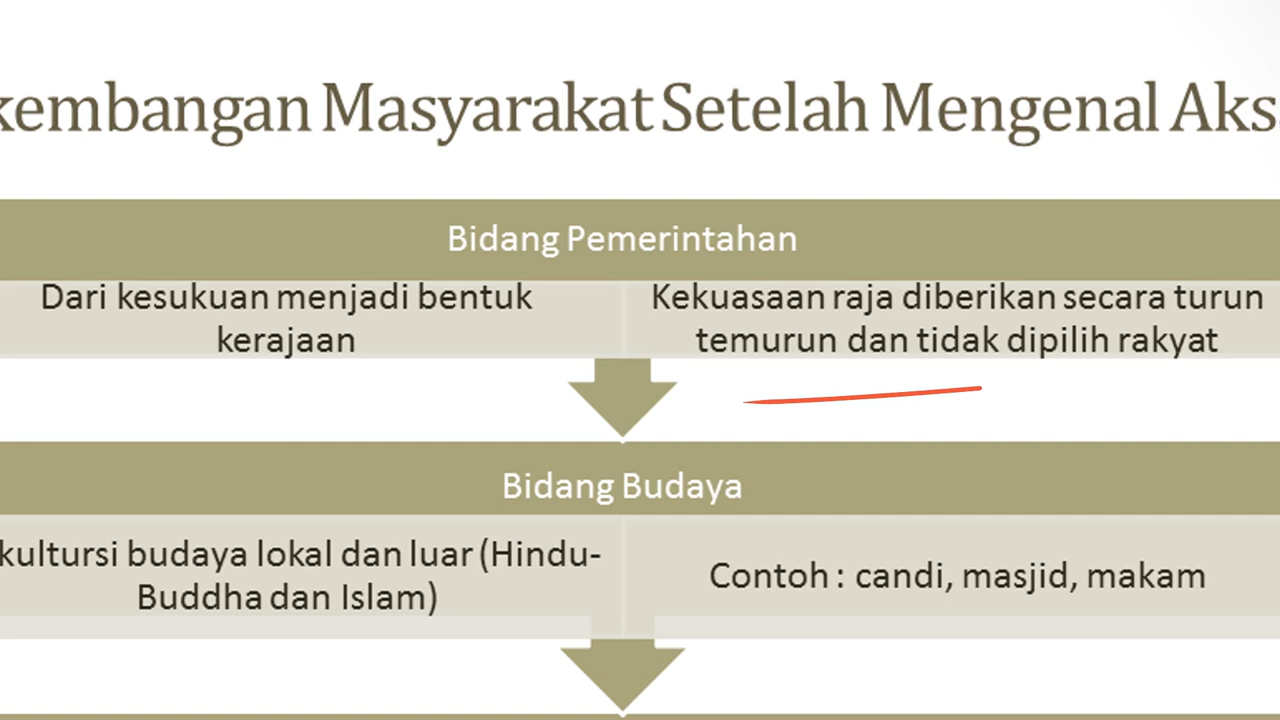 kembangan Masyarakat Setelah Mengenal Aks
Bidang Pemerintahan
Dari kesukuan menjadi bentuk
kerajaan
Kekuasaan raja diberikan secara turun
temurun dan tidak dipilih rakyat
Bidang Budaya
kultursi budaya lokal dan luar (Hindu-
Buddha dan Islam)
Contoh : candi, masjid, makam